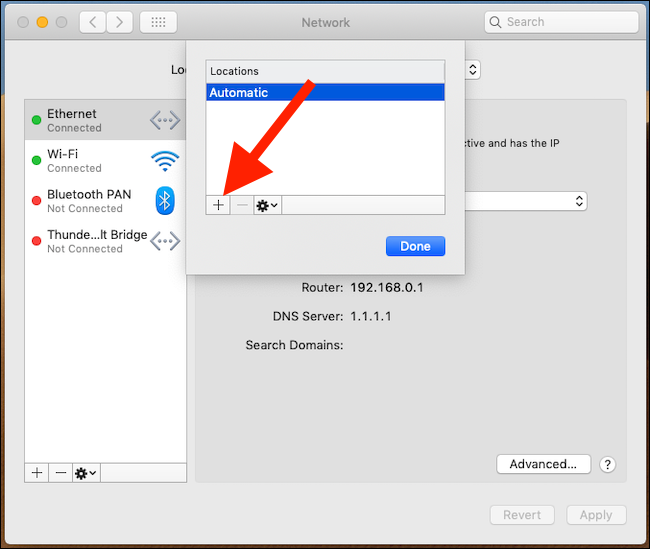 Network
Search
Lo
Locations
Automatic
Ethernet
Connected
Wi-Fi
Connected
Bluetooth PAN
Not Connected
Thunde...lt Bridge
Not Connected
ctive and has the IP
Done
Router: 192.168.0.1
DNS Server: 1.1.1.1
Search Domains:
Advanced...
?
Revert
Apply